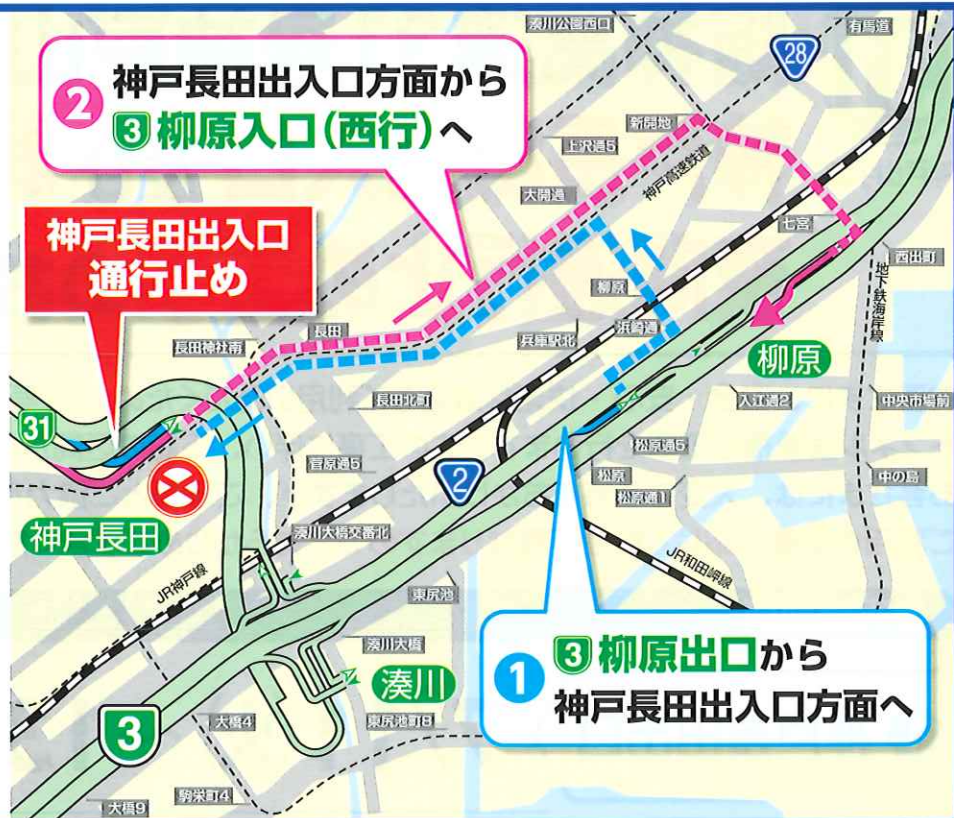 湊川公園西口
有馬道
28
② 神戸長田出入口方面から
③ 柳原入口(西行)へ
新開地
上沢通5
神戸高速鉄道
大開通
七宮
西出町
地下鉄海岸線
神戸長田出入口
通行止め
柳原
長田
長田神社南
兵庫駅北
浜崎通
柳原
31
長田北町
入江通2
中央市場前
菅原通5
2
松原通5
松原
松原通1
中の島
神戸長田
湊川大橋交番北
JR神戸線
JR和田岬線
東尻池
湊川大橋
湊川
① ③ 柳原出口から
神戸長田出入口方面へ
3
大橋4
東尻池町8
駒栄町4
大橋9